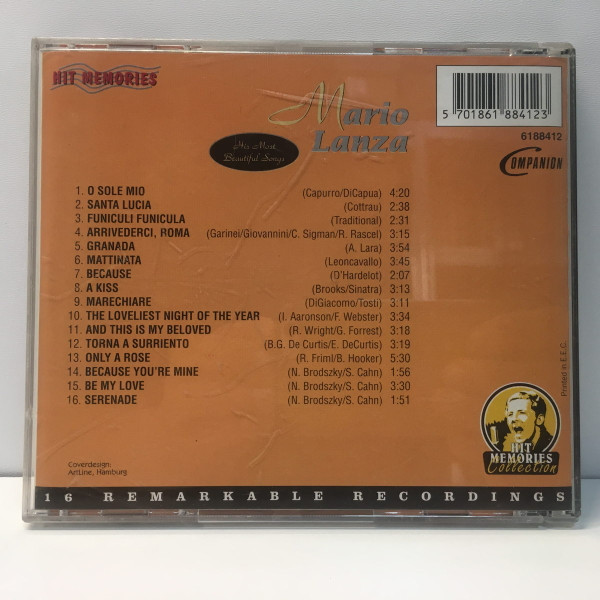 HIT MEMORIES
Mario
Lanza
His Most
Beautiful Songs
5 701861 884123
6188412
COMPANION
1. O SOLE MIO (Capurro/DiCapua) 4:20
2. SANTA LUCIA (Cottrau) 2:38
3. FUNICULI FUNICULA (Traditional) 2:31
4. ARRIVEDERCI, ROMA (Garinei/Giovannini/C. Sigman/R. Rascel) 3:15
5. GRANADA (A. Lara) 3:54
6. MATTINATA (Leoncavallo) 3:45
7. BECAUSE (D'Hardelot) 2:07
8. A KISS (Brooks/Sinatra) 3:13
9. MARECHIARE (DiGiacomo/Tosti) 3:11
10. THE LOVELIEST NIGHT OF THE YEAR (I. Aaronson/F. Webster) 3:34
11. AND THIS IS MY BELOVED (R. Wright/G. Forrest) 3:18
12. TORNA A SURRIENTO (B.G. De Curtis/E. DeCurtis) 3:19
13. ONLY A ROSE (R. Friml/B. Hooker) 5:30
14. BECAUSE YOU'RE MINE (N. Brodszky/S. Cahn) 1:56
15. BE MY LOVE (N. Brodszky/S. Cahn) 3:30
16. SERENADE (N. Brodszky/S. Cahn) 1:51
Printed in E.E.C.
Coverdesign:
ArtLine, Hamburg
HIT
MEMORIES
Collection
16 REMARKABLE RECORDINGS